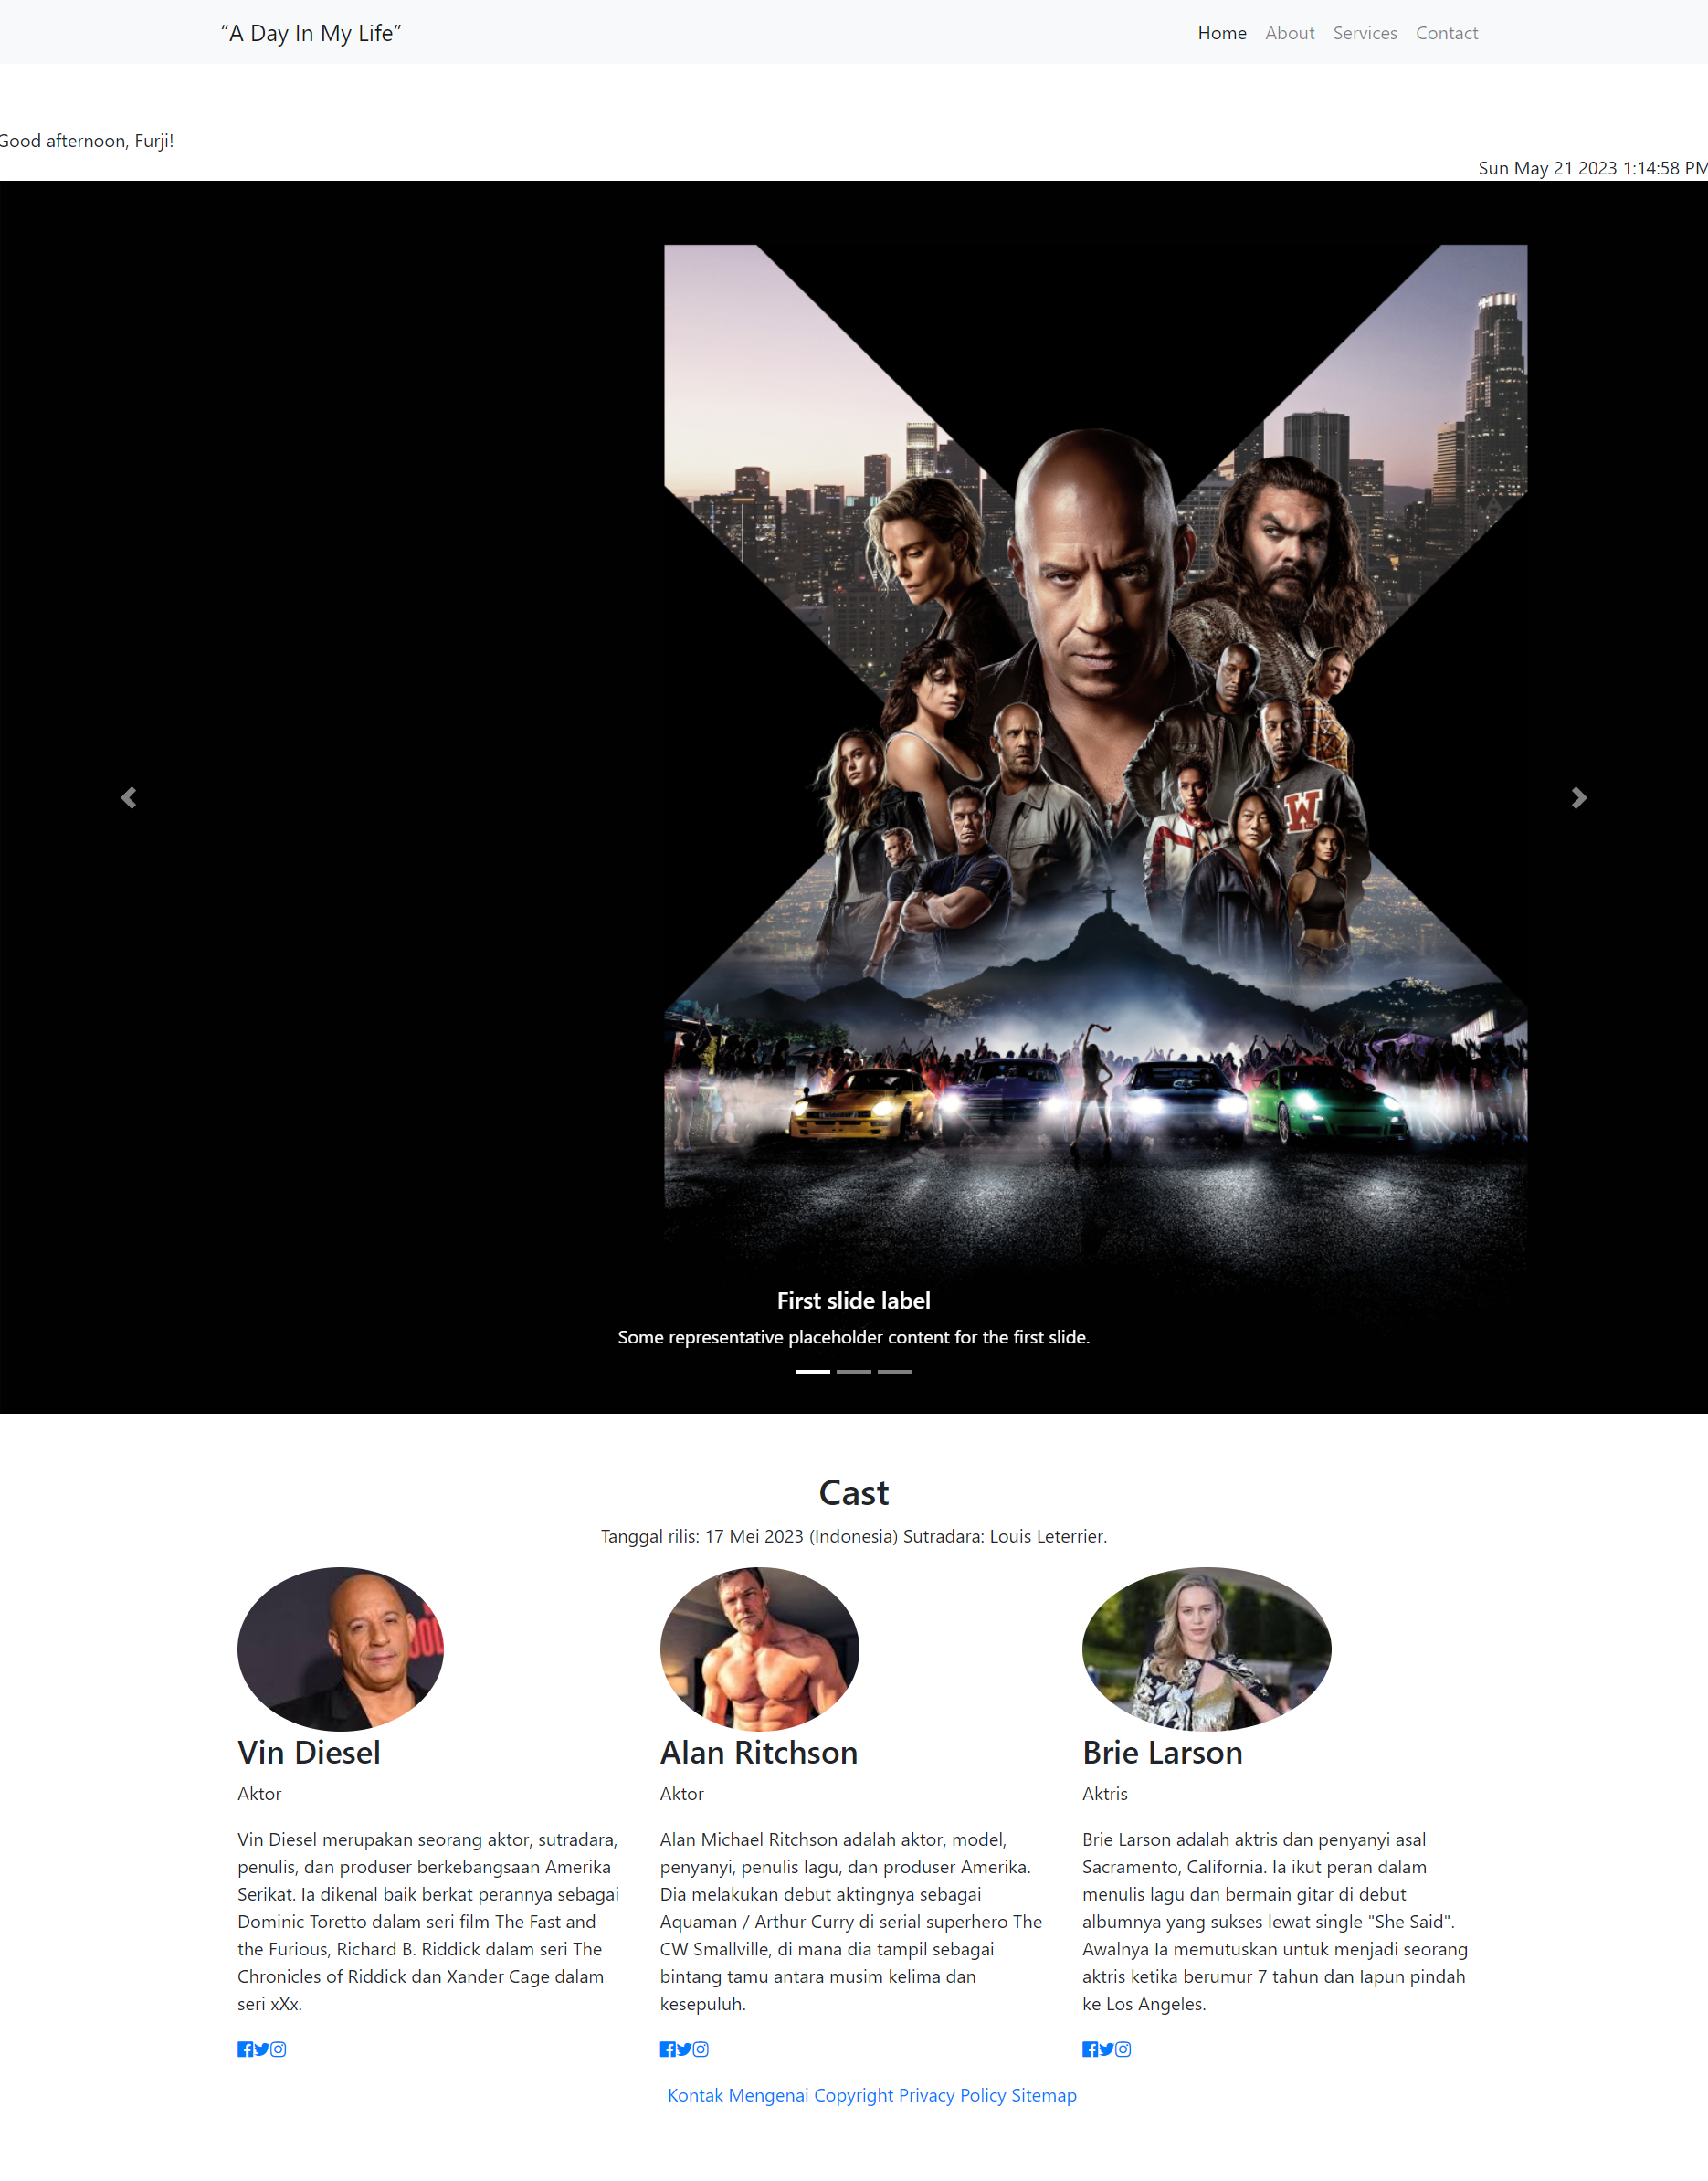 “A Day In My Life”
Home About Services Contact
Good afternoon, Furji!
Sun May 21 2023 1:14:58 PM
W
First slide label
Some representative placeholder content for the first slide.
Cast
Tanggal rilis: 17 Mei 2023 (Indonesia) Sutradara: Louis Leterrier.
Vin Diesel
Aktor
Vin Diesel merupakan seorang aktor, sutradara,
penulis, dan produser berkebangsaan Amerika
Serikat. Ia dikenal baik berkat perannya sebagai
Dominic Toretto dalam seri film The Fast and
the Furious, Richard B. Riddick dalam seri The
Chronicles of Riddick dan Xander Cage dalam
seri xXx.
Alan Ritchson
Aktor
Alan Michael Ritchson adalah aktor, model,
penyanyi, penulis lagu, dan produser Amerika.
Dia melakukan debut aktingnya sebagai
Aquaman / Arthur Curry di serial superhero The
CW Smallville, di mana dia tampil sebagai
bintang tamu antara musim kelima dan
kesepuluh.
Brie Larson
Aktris
Brie Larson adalah aktris dan penyanyi asal
Sacramento, California. Ia ikut peran dalam
menulis lagu dan bermain gitar di debut
albumnya yang sukses lewat single "She Said".
Awalnya Ia memutuskan untuk menjadi seorang
aktris ketika berumur 7 tahun dan Iapun pindah
ke Los Angeles.
Kontak Mengenai Copyright Privacy Policy Sitemap